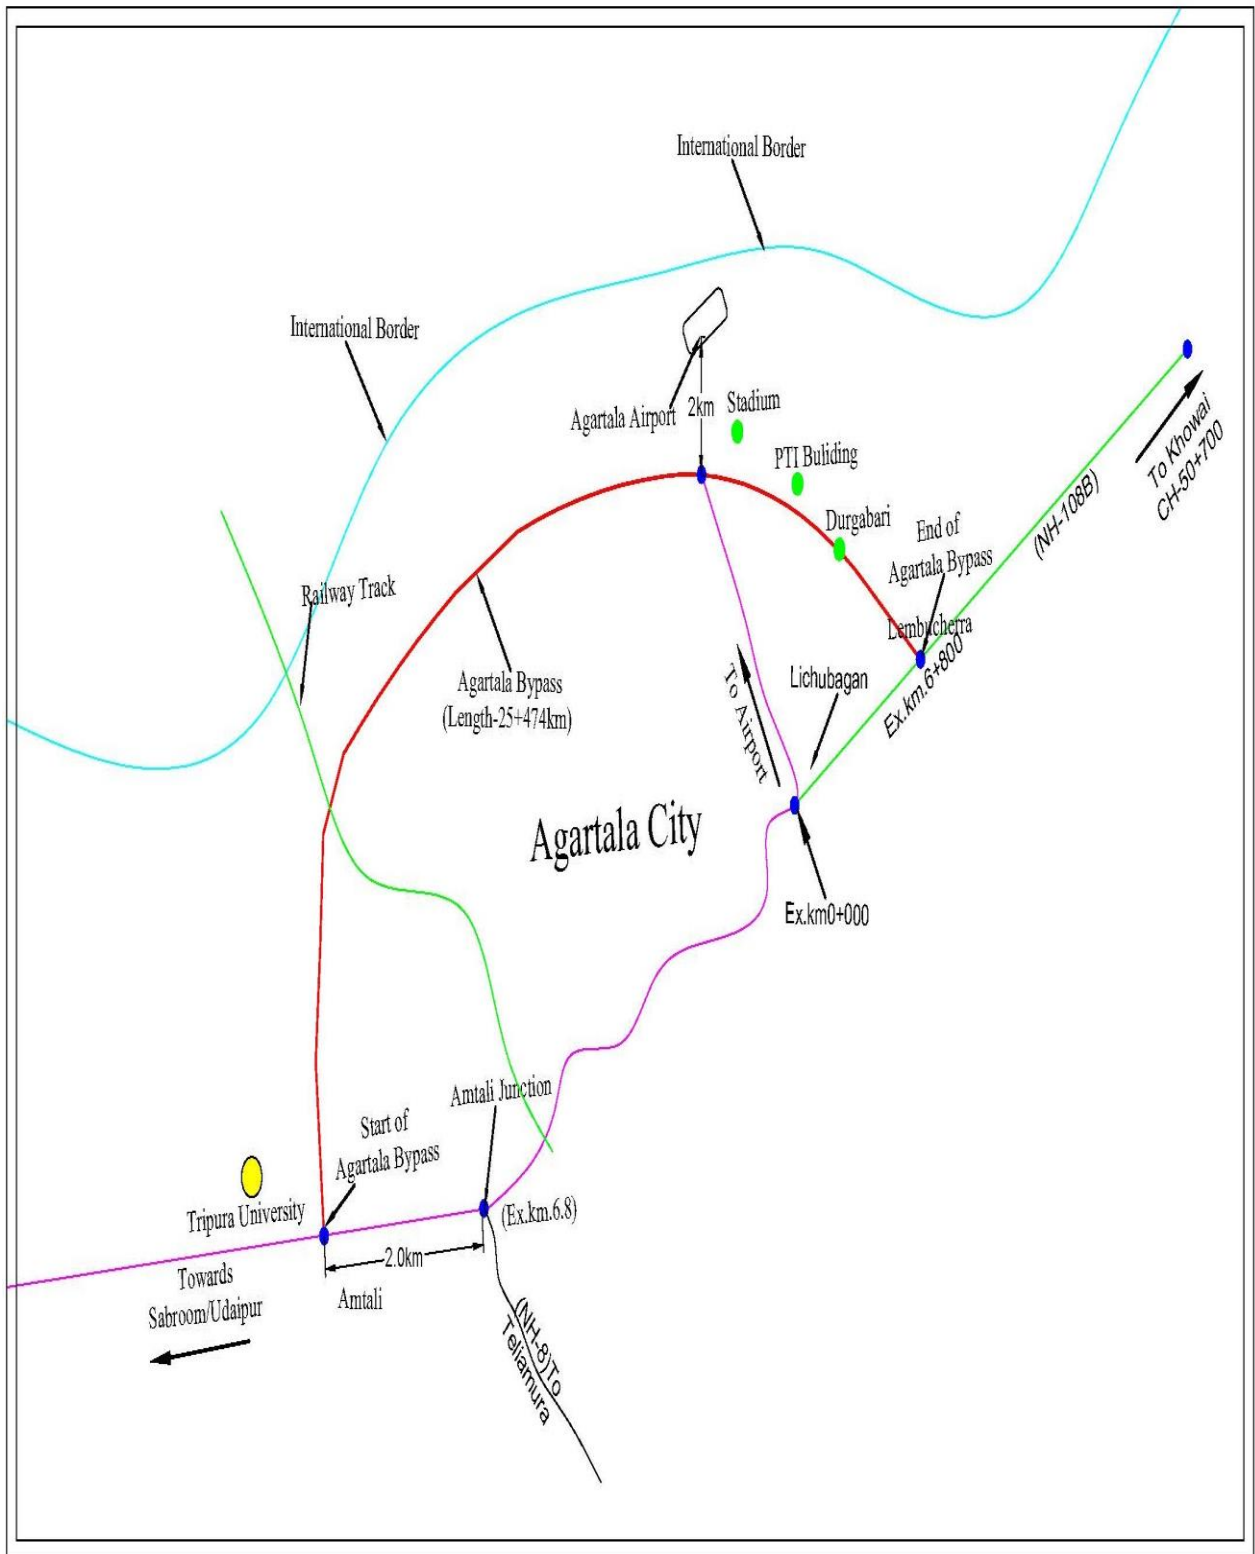 International Border
International Border
Agartala Airport
2km
Stadium
PTI Buliding
Durgabari
End of
Agartala Bypass
(NH-108B)
To Khowai
CH-50+700
Railway Track
Lembucherra
Ex.km.6+800
Agartala Bypass
(Length-25+474km)
Lichubagan
To Airport
Agartala City
Ex.km0+000
Amtali Junction
Start of
Agartala Bypass
Tripura University
(Ex.km.6.8)
2.0km
Towards
Sabroom/Udaipur
Amtali
(NH-8)To
Teliamura